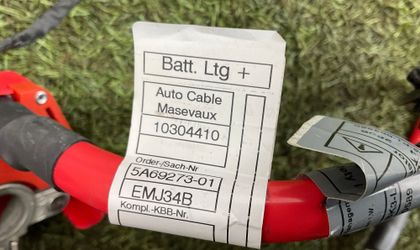 Batt. Ltg +
Auto Cable
Masevaux
10304410
Order-/Sach-Nr
5A69273-01
EMJ34B
Kompl.-KBB-Nr.